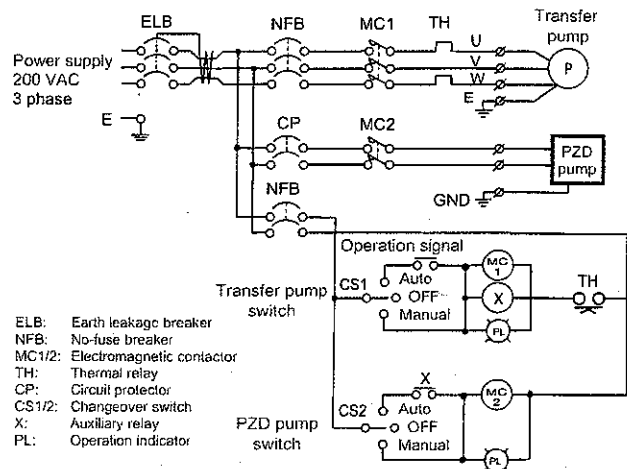 ELB
NFB
MC1
TH
Transfer
pump
Power supply
200 VAC
3 phase
U
V
W
E
P
E
CP
MC2
PZD
pump
NFB
GND
Operation signal
MC
1
TH
CS1
Auto
OFF
Manual
X
PL
Transfer pump
switch
ELB: Earth leakage breaker
NFB: No-fuse breaker
MC1/2: Electromagnetic contactor
TH: Thermal relay
CP: Circuit protector
CS1/2: Changeover switch
X: Auxiliary relay
PL: Operation indicator
X
CS2
Auto
OFF
Manual
MC
2
PL
PZD pump
switch